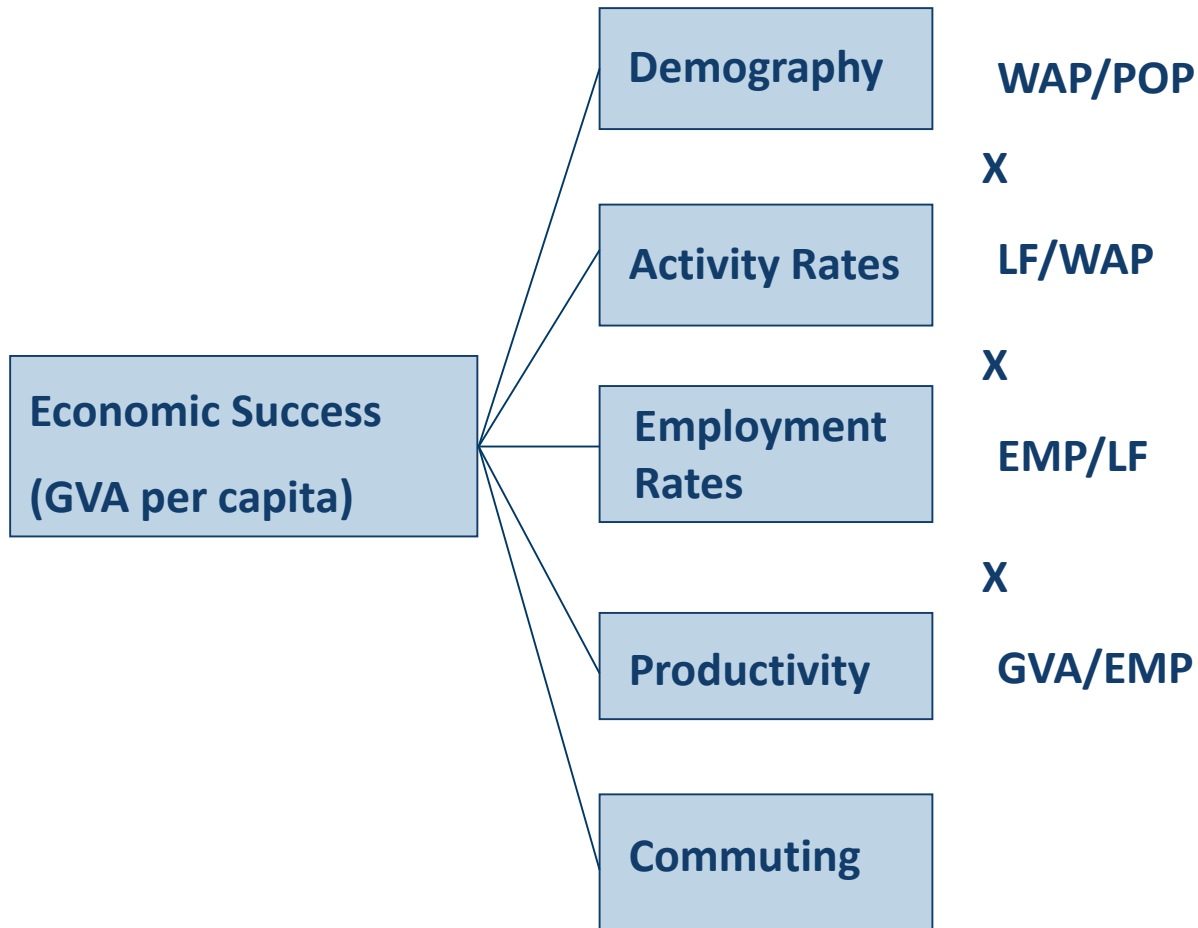 Demography
WAP/POP
X
Activity Rates
LF/WAP
X
Economic Success
(GVA per capita)
Employment
Rates
EMP/LF
X
Productivity
GVA/EMP
Commuting